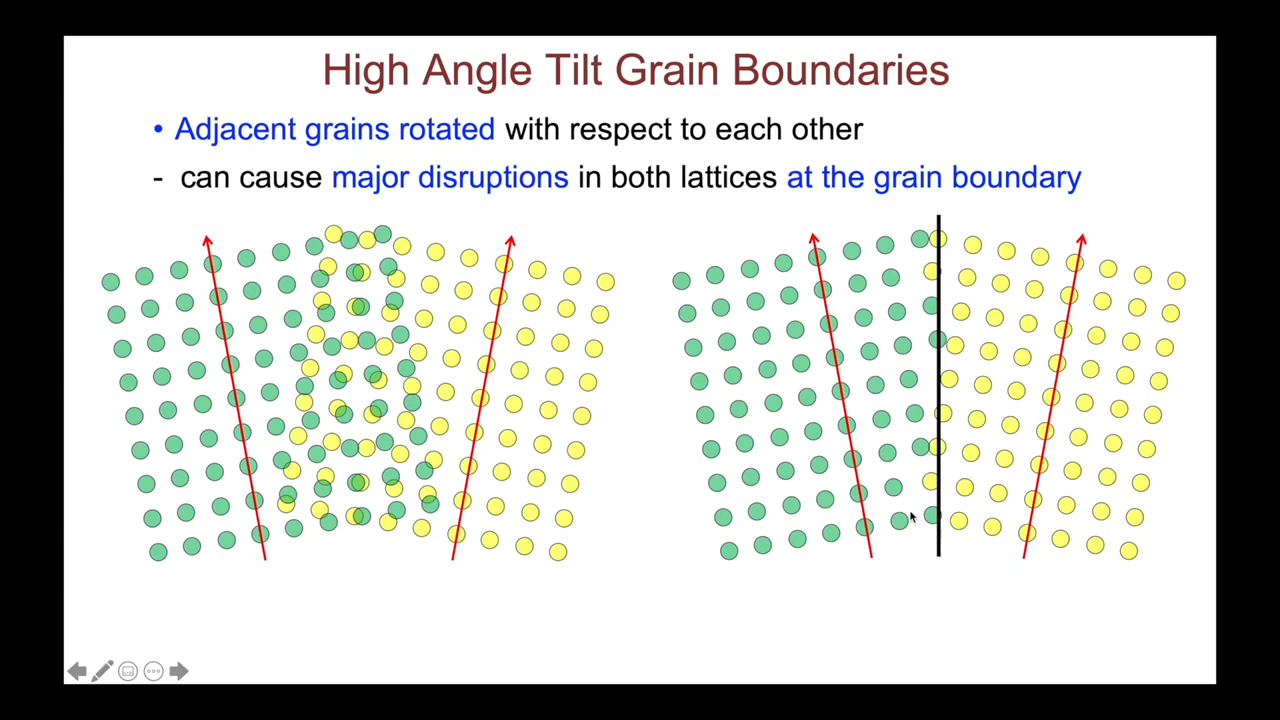 High Angle Tilt Grain Boundaries
• Adjacent grains rotated with respect to each other
- can cause major disruptions in both lattices at the grain boundary